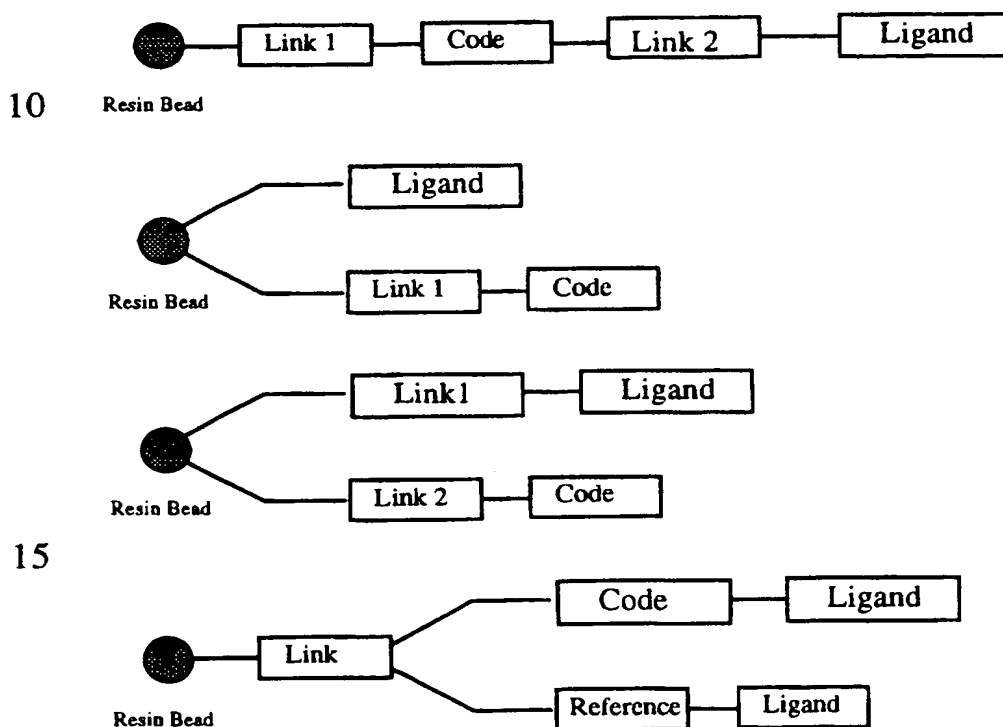 Link 1 Code Link 2 Ligand
Resin Bead
10
Ligand
Resin Bead
Link 1 Code
Link1 Ligand
Resin Bead
Link 2 Code
15
Code Ligand
Link
Resin Bead
Reference Ligand